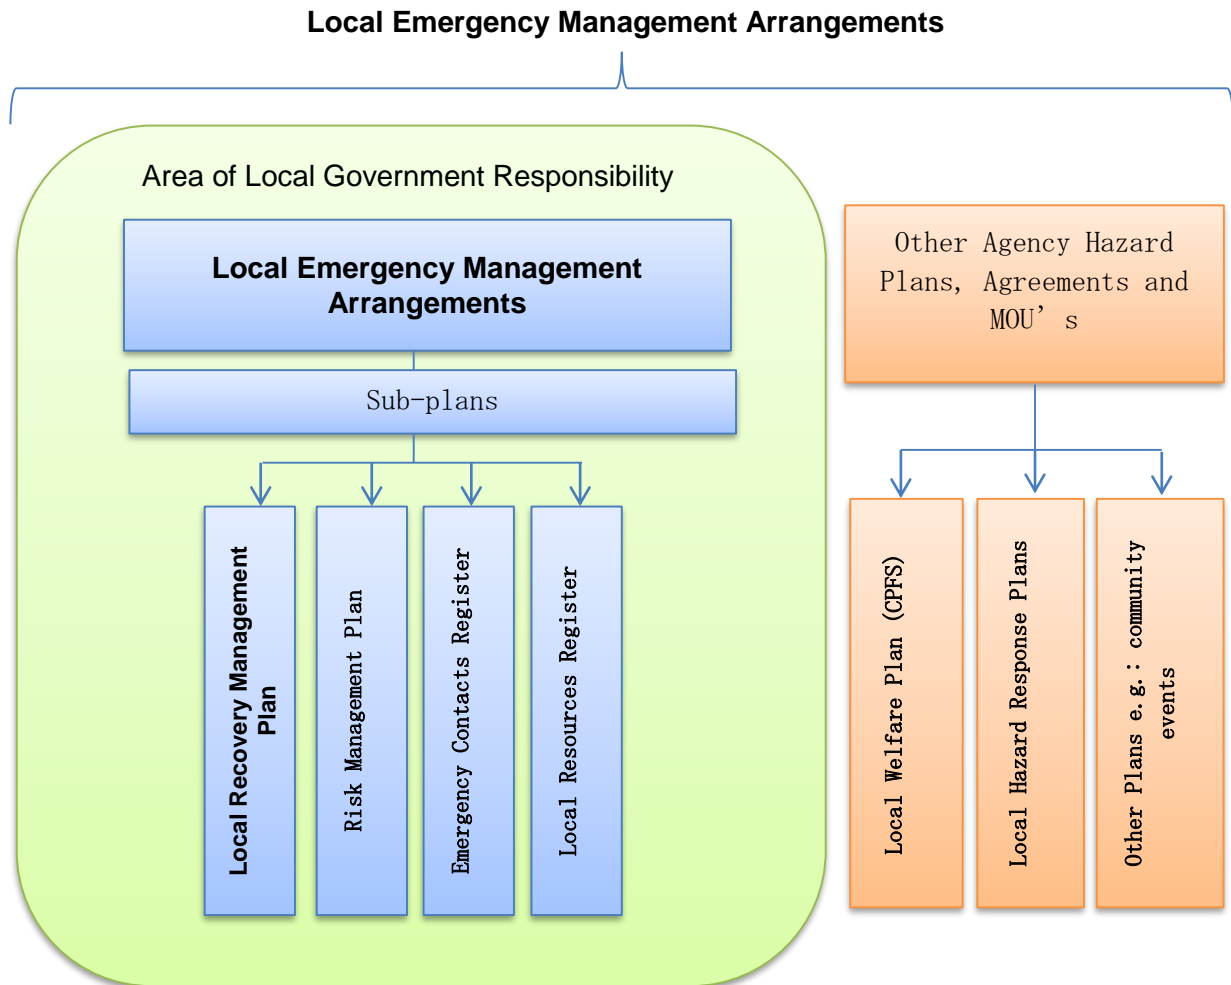 Local Emergency Management Arrangements
Area of Local Government Responsibility
Local Emergency Management
Arrangements
Sub-plans
Local Recovery Management
Plan
Risk Management Plan
Emergency Contacts Register
Local Resources Register
Other Agency Hazard
Plans, Agreements and
MOU’s
Local Welfare Plan (CPFS)
Local Hazard Response Plans
Other Plans e.g.: community
events